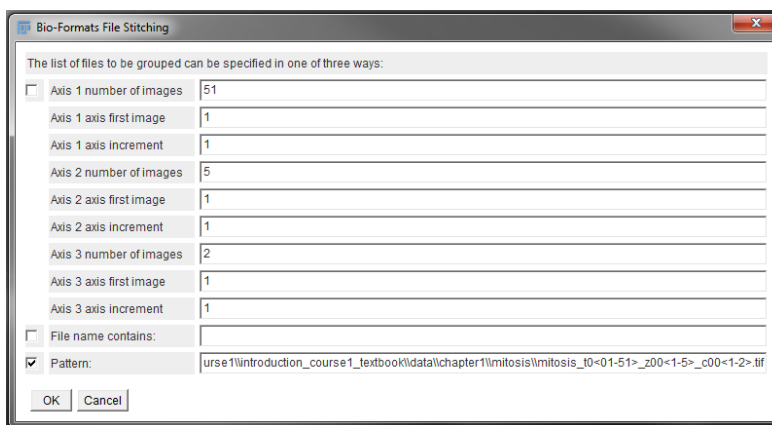 Bio-Formats File Stitching
The list of files to be grouped can be specified in one of three ways:
Axis 1 number of images 51
Axis 1 axis first image 1
Axis 1 axis increment 1
Axis 2 number of images 5
Axis 2 axis first image 1
Axis 2 axis increment 1
Axis 3 number of images 2
Axis 3 axis first image 1
Axis 3 axis increment 1
File name contains:
Pattern: urse1\\introduction_course1_textbook\\data\\chapter1\\mitosis\\mitosis_t0<01-51>_z00<1-5>_c00<1-2>.tif
OK Cancel